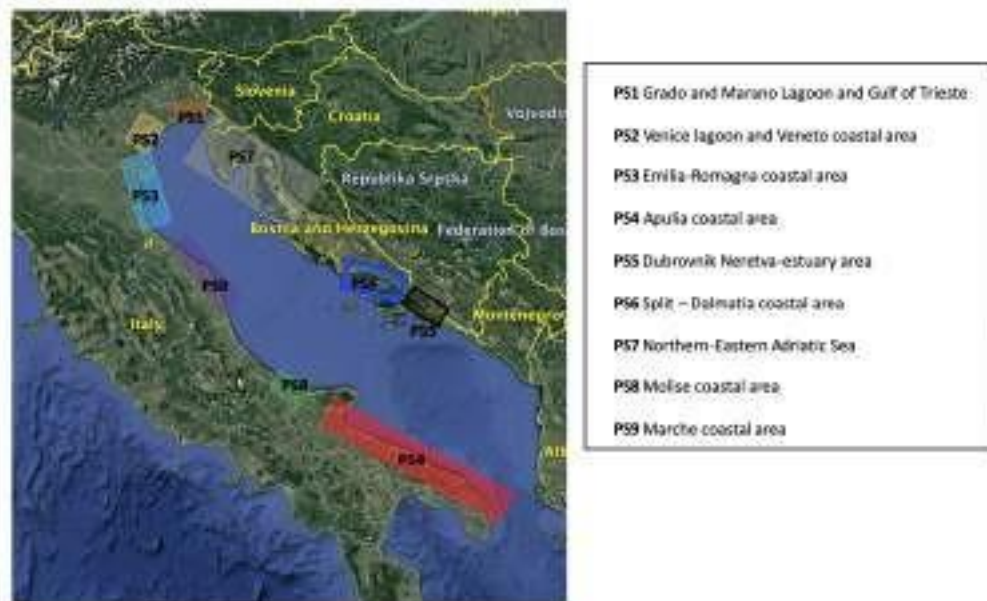 Slovenia
Croatia
PS1
PS2
PS7
PS3
Republika Srpska
Bosnia and Herzegovina
Federation of Bos
PS6
PS5
Montenegro
PS9
Italy
PS8
PS4
PS1 Grado and Marano Lagoon and Gulf of Trieste
PS2 Venice lagoon and Veneto coastal area
PS3 Emilia-Romagna coastal area
PS4 Apulia coastal area
PS5 Dubrovnik Neretva-estuary area
PS6 Split – Dalmatia coastal area
PS7 Northern-Eastern Adriatic Sea
PS8 Molise coastal area
PS9 Marche coastal area